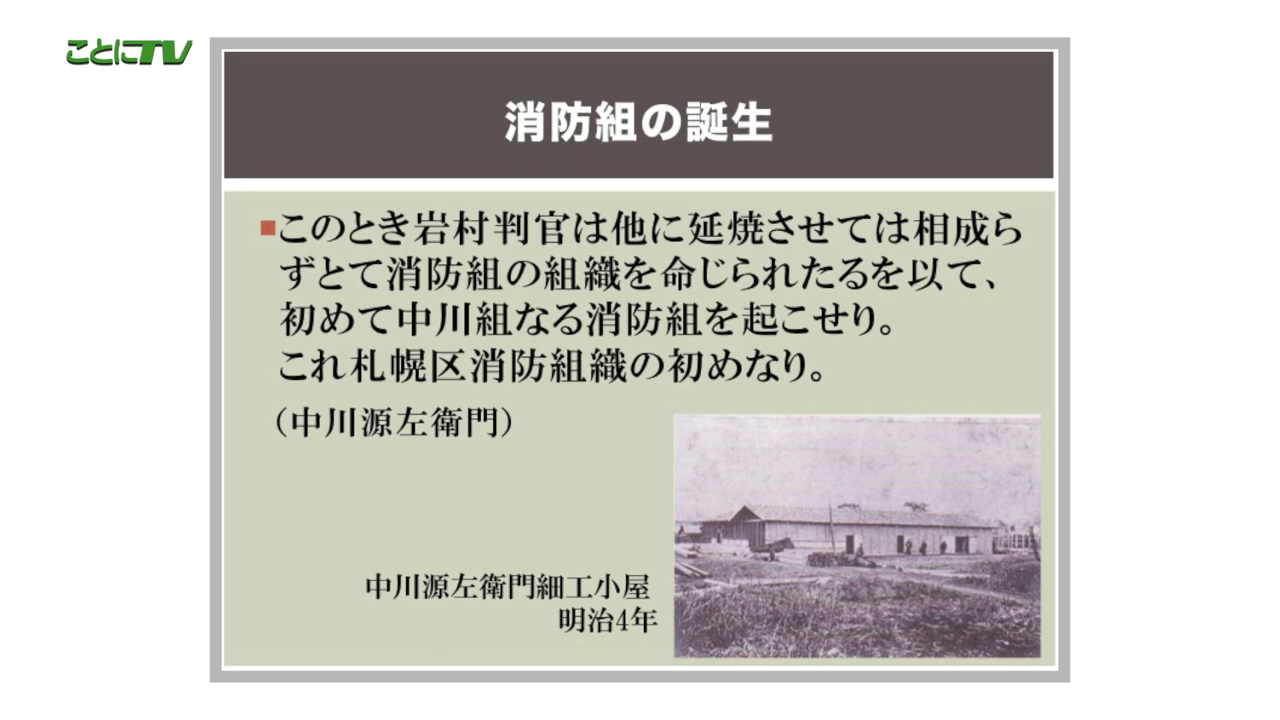 ことにTV
消防組の誕生
このとき岩村判官は他に延焼させては相成ら
ずとて消防組の組織を命じられたるを以て、
初めて中川組なる消防組を起こせり。
これ札幌区消防組織の初めなり。
（中川源左衛門）
中川源左衛門細工小屋
明治4年